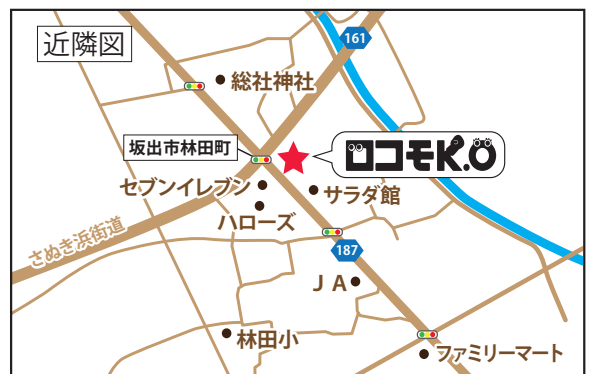 近隣図
161
総社神社
坂出市林田町
ロコモK.O
セブンイレブン
サラダ館
ハローズ
さぬき浜街道
187
JA
林田小
ファミリーマート